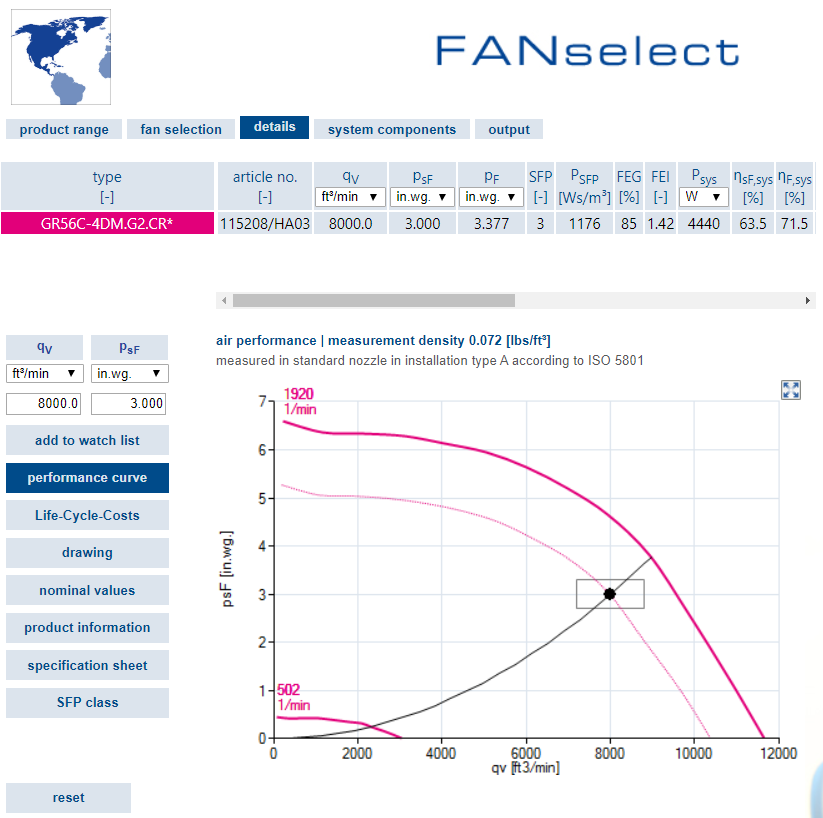 FANselect
product range fan selection details system components output
type article no. qV psF pF SFP PSFP FEG FEI Psys ηsF,sys ηF,sys
[-] [-] ft³/min in.wg. in.wg. [-] [Ws/m³] [%] [-] W [%] [%]
GR56C-4DM.G2.CR* 115208/HA03 8000.0 3.000 3.377 3 1176 85 1.42 4440 63.5 71.5
qV psF
ft³/min in.wg.
8000.0 3.000
add to watch list
performance curve
Life-Cycle-Costs
drawing
nominal values
product information
specification sheet
SFP class
reset
air performance | measurement density 0.072 [lbs/ft³]
measured in standard nozzle in installation type A according to ISO 5801
1920
1/min
7
6
5
4
3
2
1
0
psF [in.wg.]
502
1/min
0 2000 4000 6000 8000 10000 12000
qv [ft3/min]